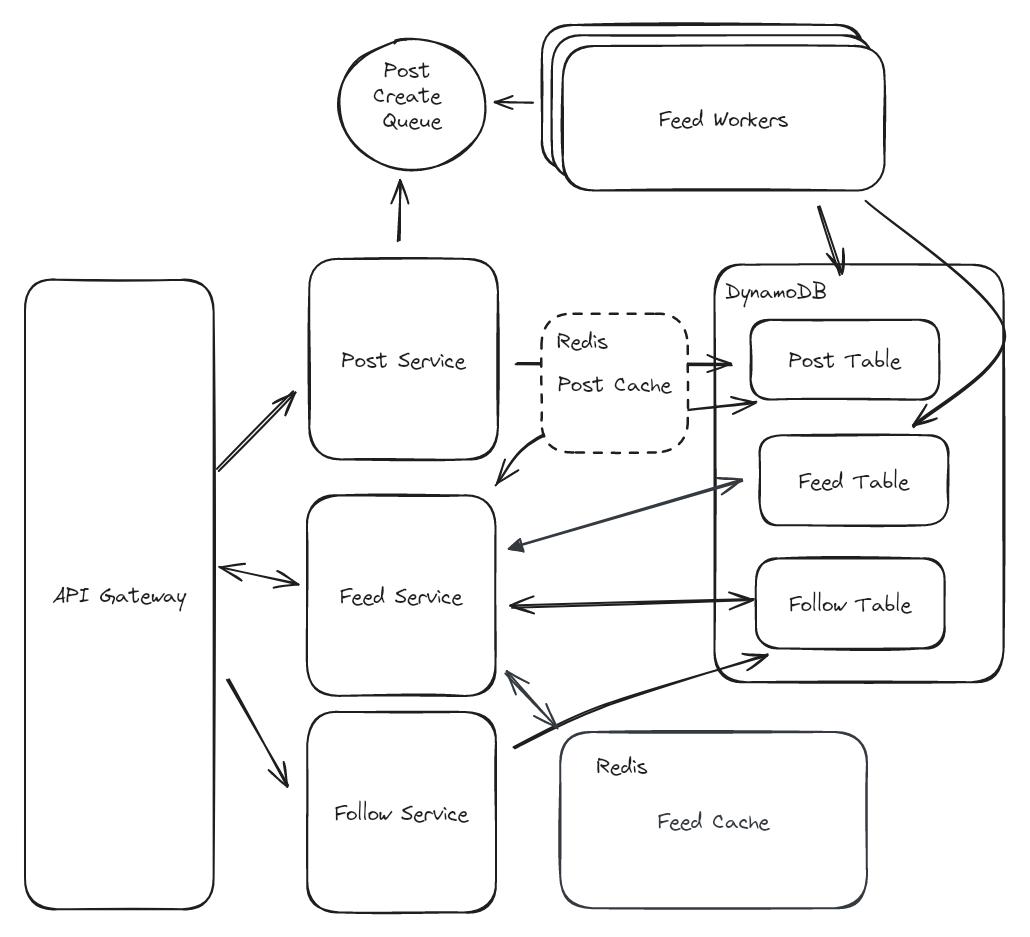 Post
Create
Queue
Feed Workers
DynamoDB
Redis
Post Cache
Post Service
Post Table
Feed Table
API Gateway
Feed Service
Follow Table
Redis
Feed Cache
Follow Service